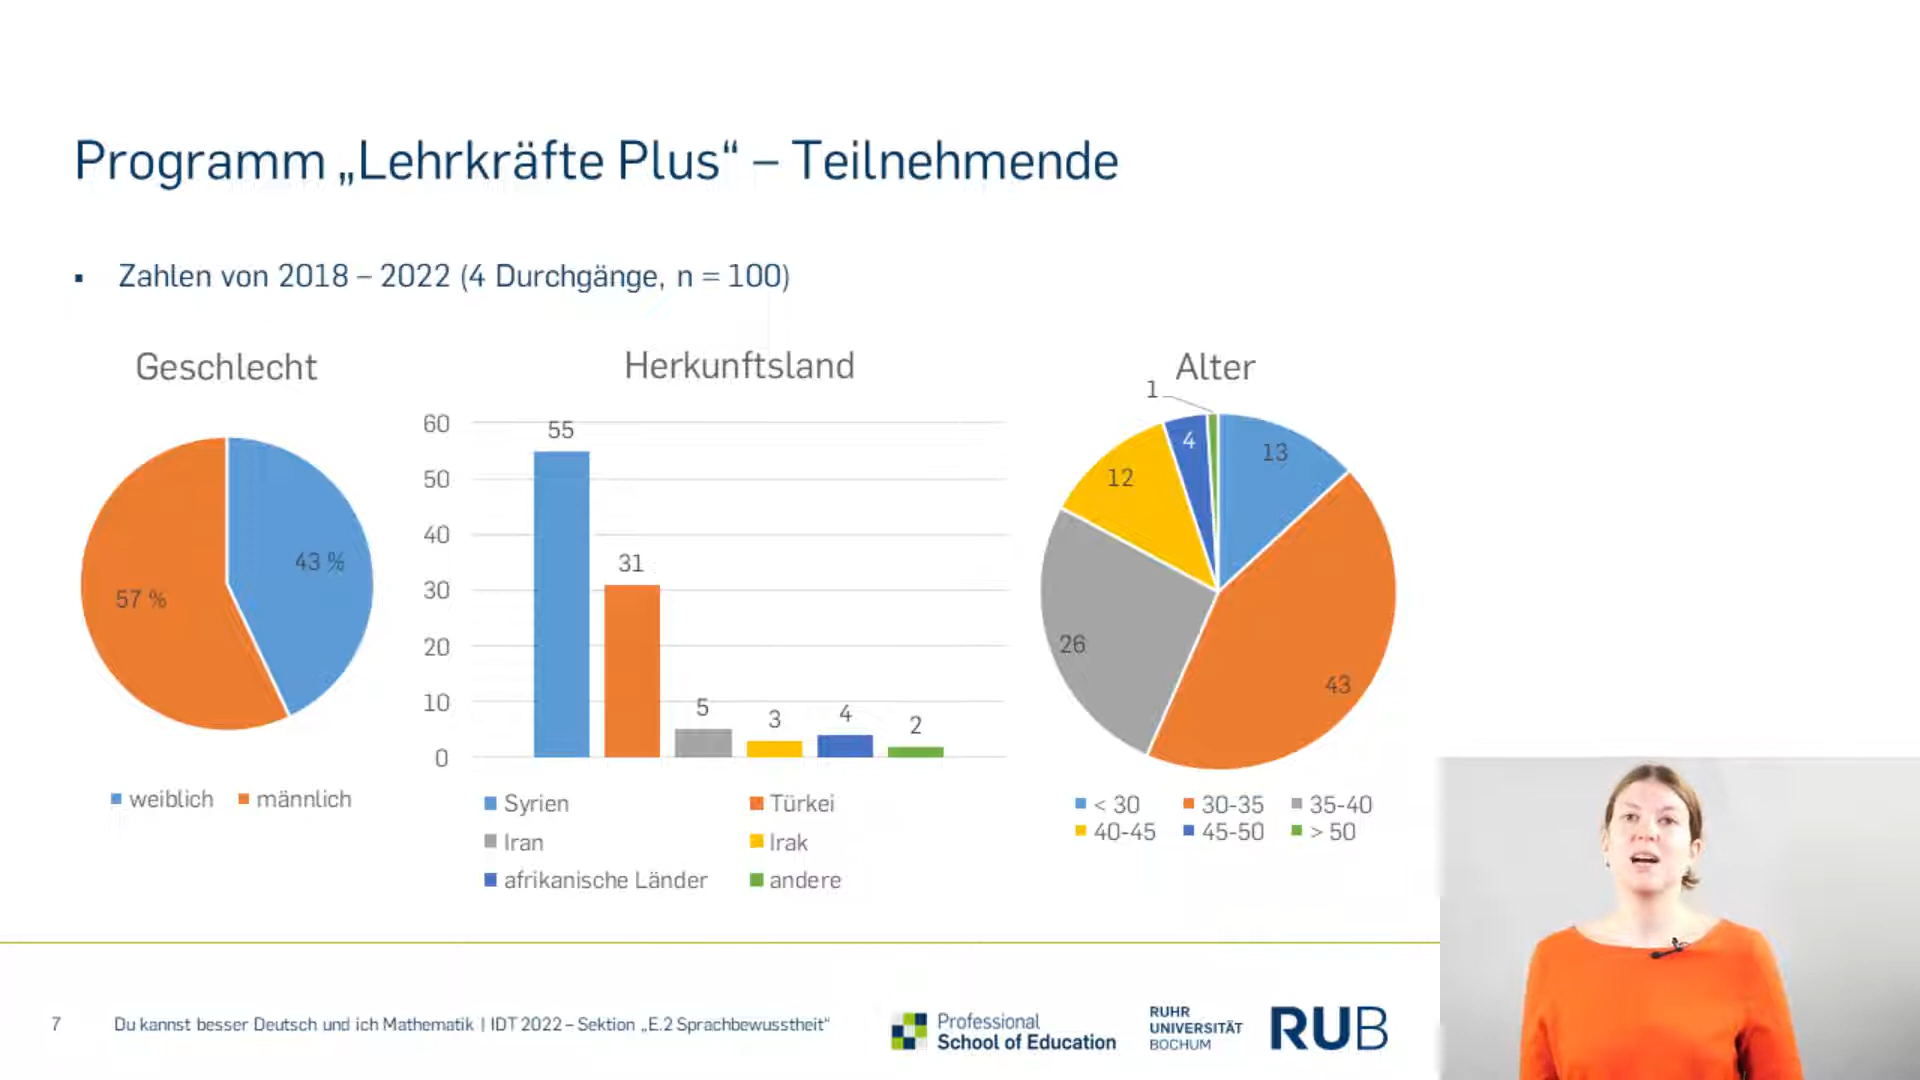 Programm „Lehrkräfte Plus“ – Teilnehmende
Zahlen von 2018 – 2022 (4 Durchgänge, n = 100)
Geschlecht
43 %
57 %
weiblich männlich
Herkunftsland
60
50
40
30
20
10
0
55
31
5
3
4
2
Syrien Türkei
Iran Irak
afrikanische Länder andere
Alter
1
4
13
12
26
43
< 30 30-35 35-40
40-45 45-50 > 50
7 Du kannst besser Deutsch und ich Mathematik | IDT 2022 – Sektion „E.2 Sprachbewusstheit“
Professional
School of Education
RUHR
UNIVERSITÄT
BOCHUM
RUB